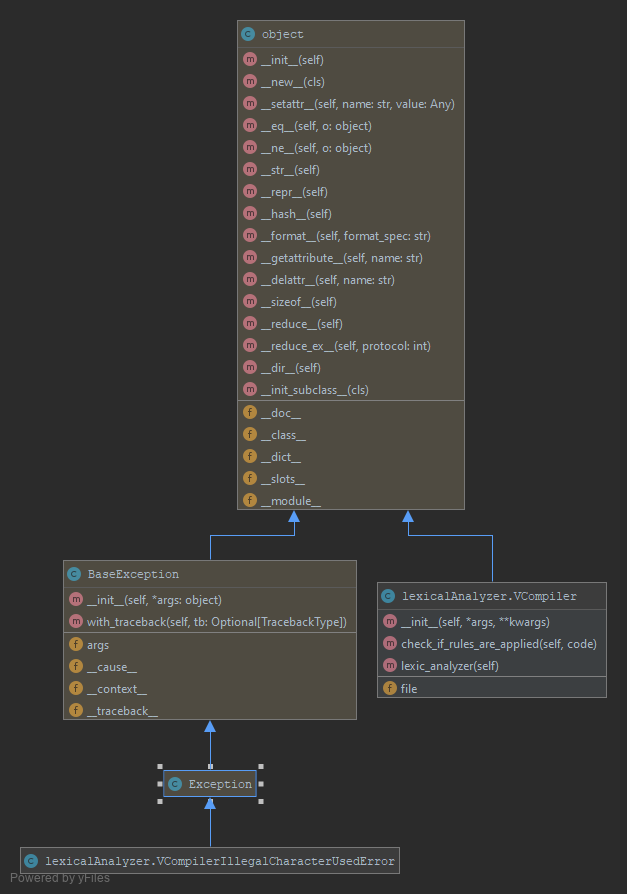 object
__init__(self)
__new__(cls)
__setattr__(self, name: str, value: Any)
__eq__(self, o: object)
__ne__(self, o: object)
__str__(self)
__repr__(self)
__hash__(self)
__format__(self, format_spec: str)
__getattribute__(self, name: str)
__delattr__(self, name: str)
__sizeof__(self)
__reduce__(self)
__reduce_ex__(self, protocol: int)
__dir__(self)
__init_subclass__(cls)
__doc__
__class__
__dict__
__slots__
__module__
BaseException
__init__(self, *args: object)
with_traceback(self, tb: Optional[TracebackType])
args
__cause__
__context__
__traceback__
lexicalAnalyzer.VCompiler
__init__(self, *args, **kwargs)
check_if_rules_are_applied(self, code)
lexic_analyzer(self)
file
Exception
lexicalAnalyzer.VCompilerIllegalCharacterUsedError
Powered by yFiles